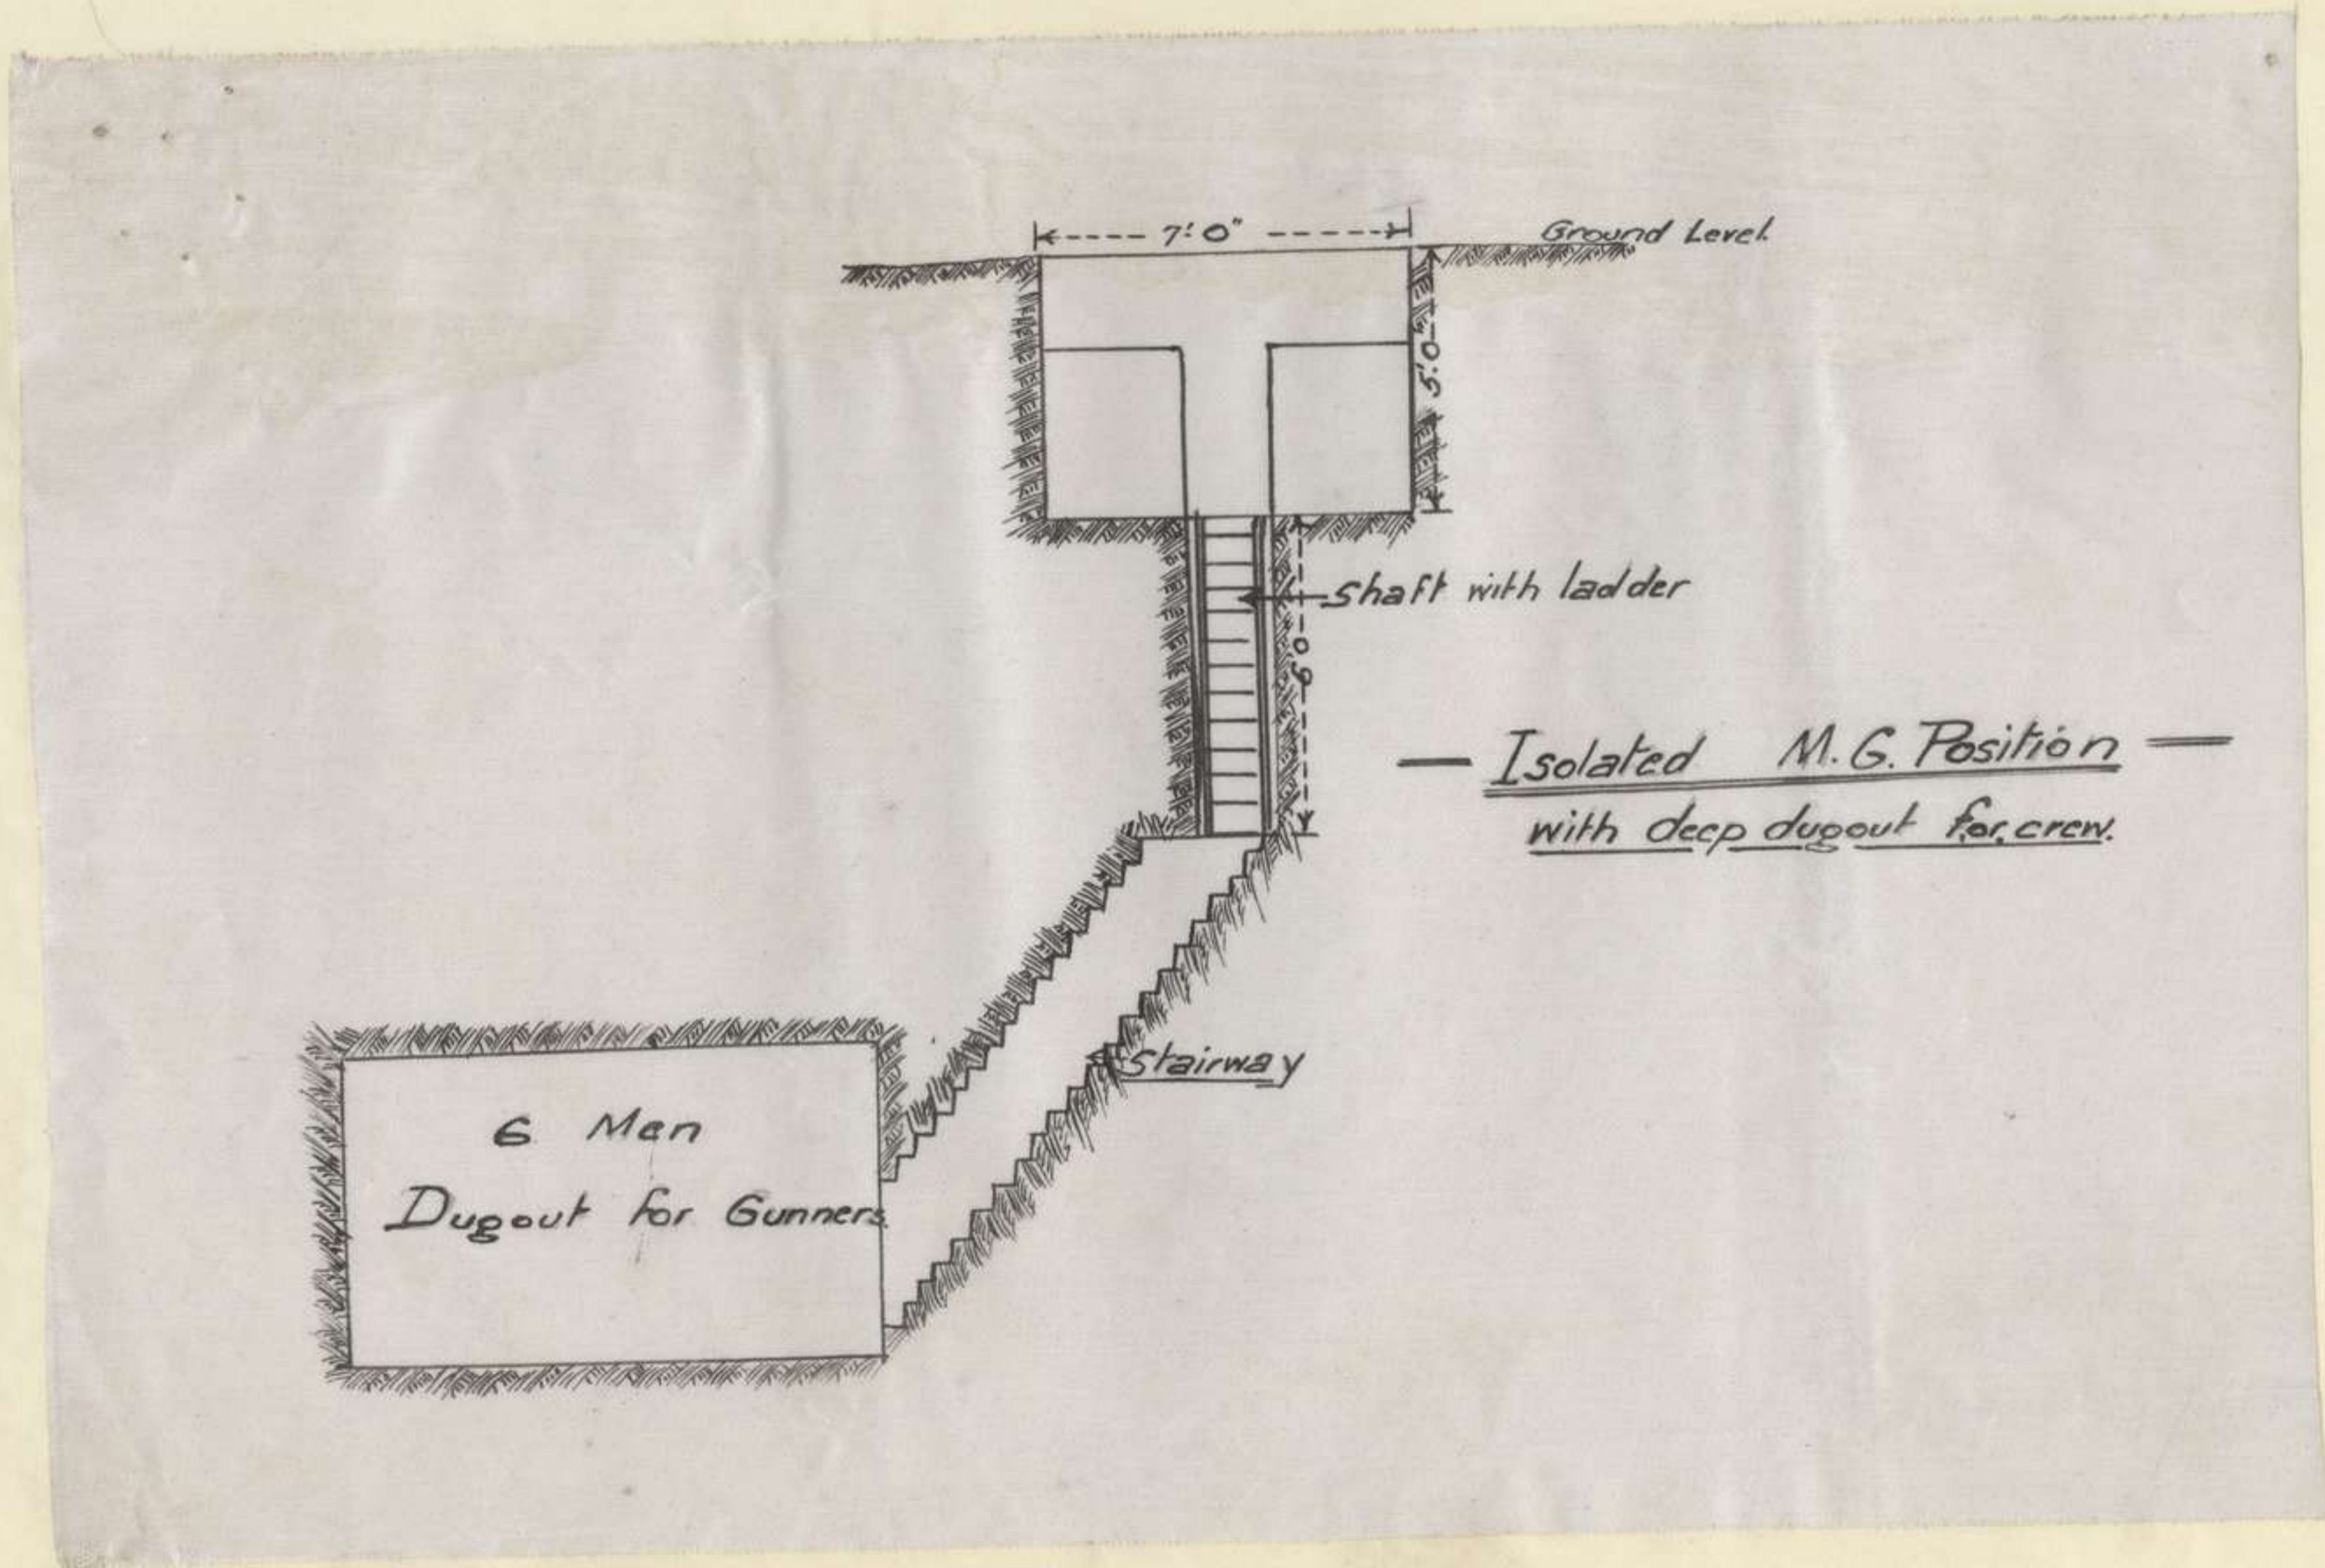 7'.0"
Ground Level.
5'.0"
shaft with ladder
Isolated M.G. Position
with deep dugout for crew.
Stairway
6 Men
Dugout for Gunners.